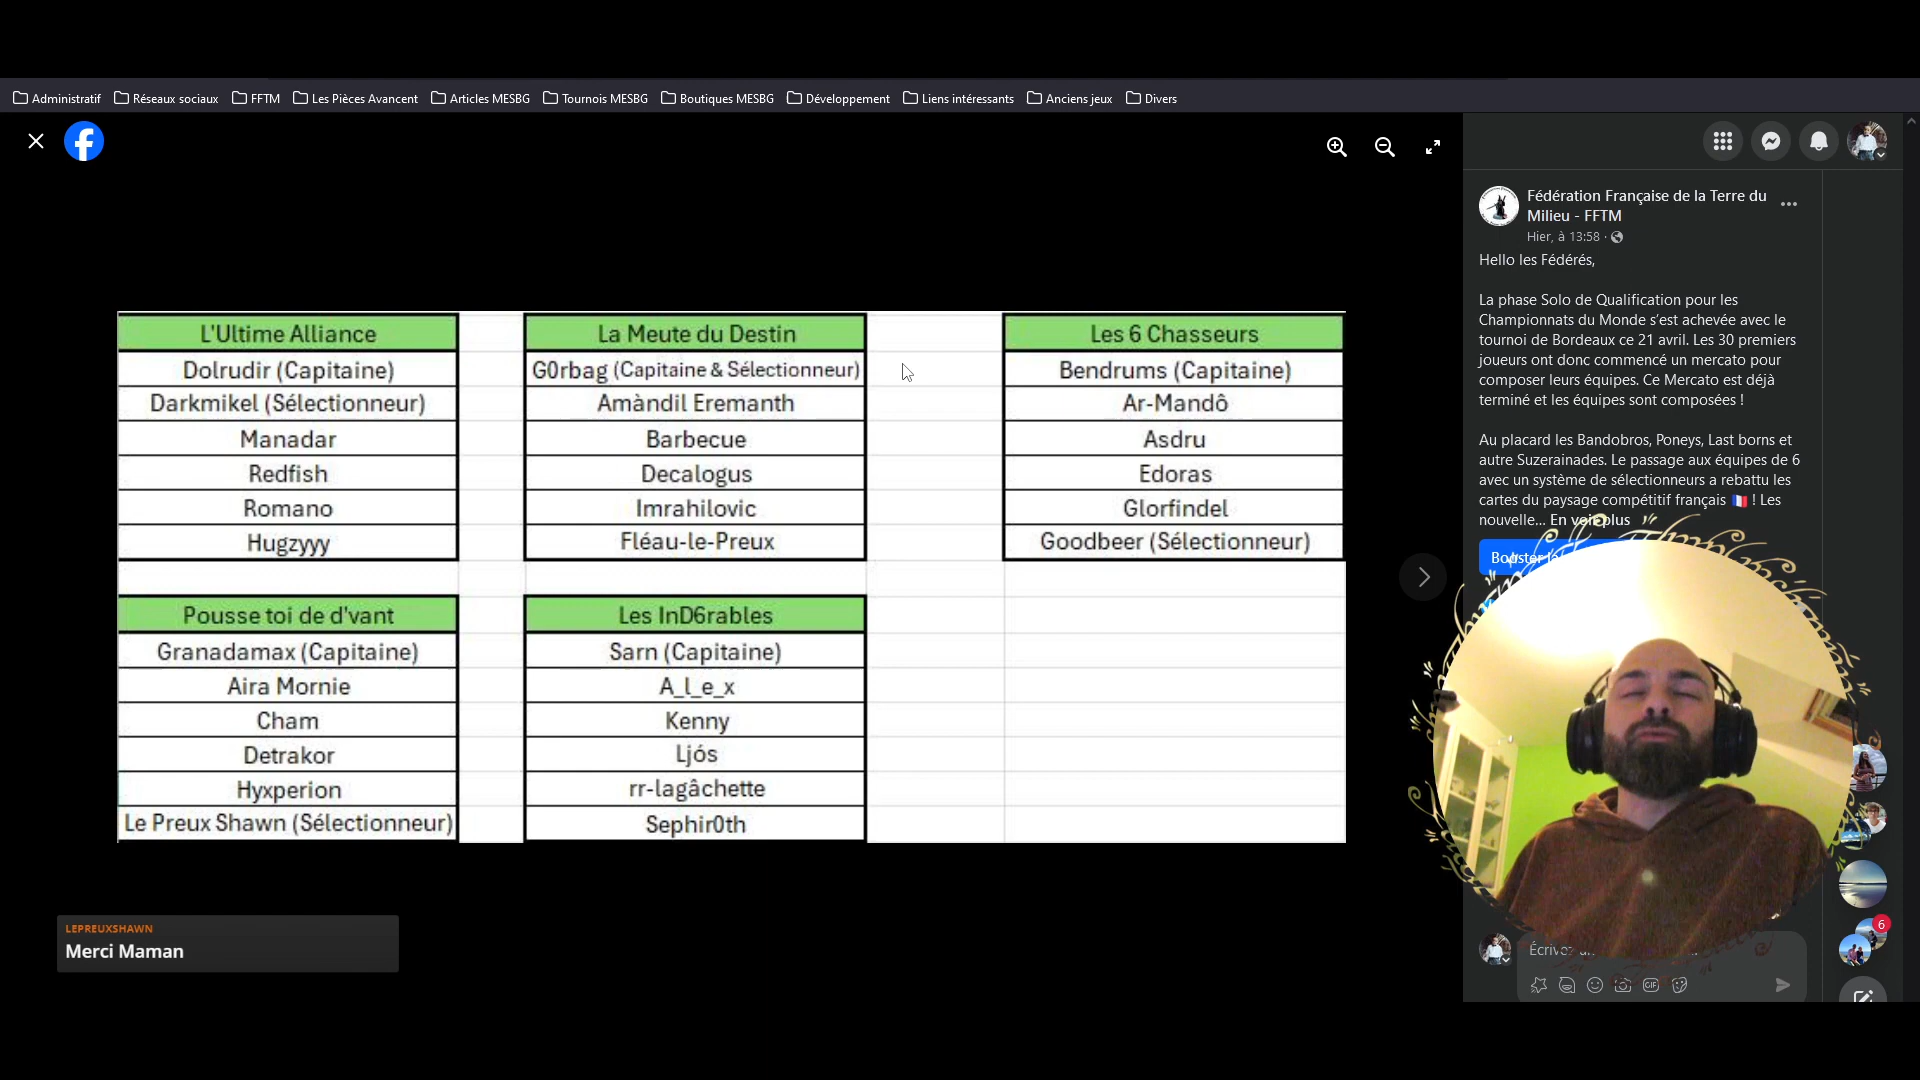 Administratif
Réseaux sociaux
FFTM
Les Pièces Avancent
Articles MESBG
Tournois MESBG
Boutiques MESBG
Développement
Liens intéressants
Anciens jeux
Divers
L'Ultime Alliance
Dolrudir (Capitaine)
Darkmikel (Sélectionneur)
Manadar
Redfish
Romano
Hugzyyy
La Meute du Destin
G0rbag (Capitaine & Sélectionneur)
Amàndil Eremanth
Barbecue
Decalogus
Imrahilovic
Fléau-le-Preux
Les 6 Chasseurs
Bendrums (Capitaine)
Ar-Mandô
Asdru
Edoras
Glorfindel
Goodbeer (Sélectionneur)
Pousse toi de d'vant
Granadamax (Capitaine)
Aira Mornie
Cham
Detrakor
Hyxperion
Le Preux Shawn (Sélectionneur)
Les InD6rables
Sarn (Capitaine)
A_l_e_x
Kenny
Ljós
rr-lagâchette
Sephir0th
LEPREUXSHAWN
Merci Maman
Fédération Française de la Terre du
Milieu - FFTM
Hier, à 13:58 ·
Hello les Fédérés,
La phase Solo de Qualification pour les
Championnats du Monde s'est achevée avec le
tournoi de Bordeaux ce 21 avril. Les 30 premiers
joueurs ont donc commencé un mercato pour
composer leurs équipes. Ce Mercato est déjà
terminé et les équipes sont composées !
Au placard les Bandobros, Poneys, Last borns et
autre Suzerainades. Le passage aux équipes de 6
avec un système de sélectionneurs a rebattu les
cartes du paysage compétitif français 🇫🇷 ! Les
nouvelle... En voir plus
Booster
6
GIF